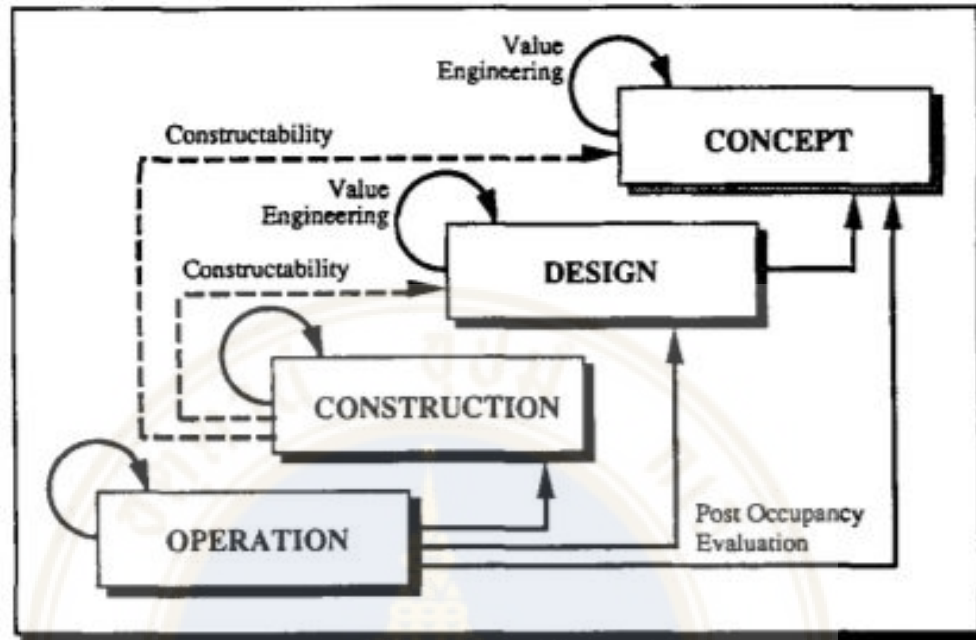 Value
Engineering
CONCEPT
Constructability
Value
Engineering
DESIGN
Constructability
CONSTRUCTION
OPERATION
Post Occupancy
Evaluation